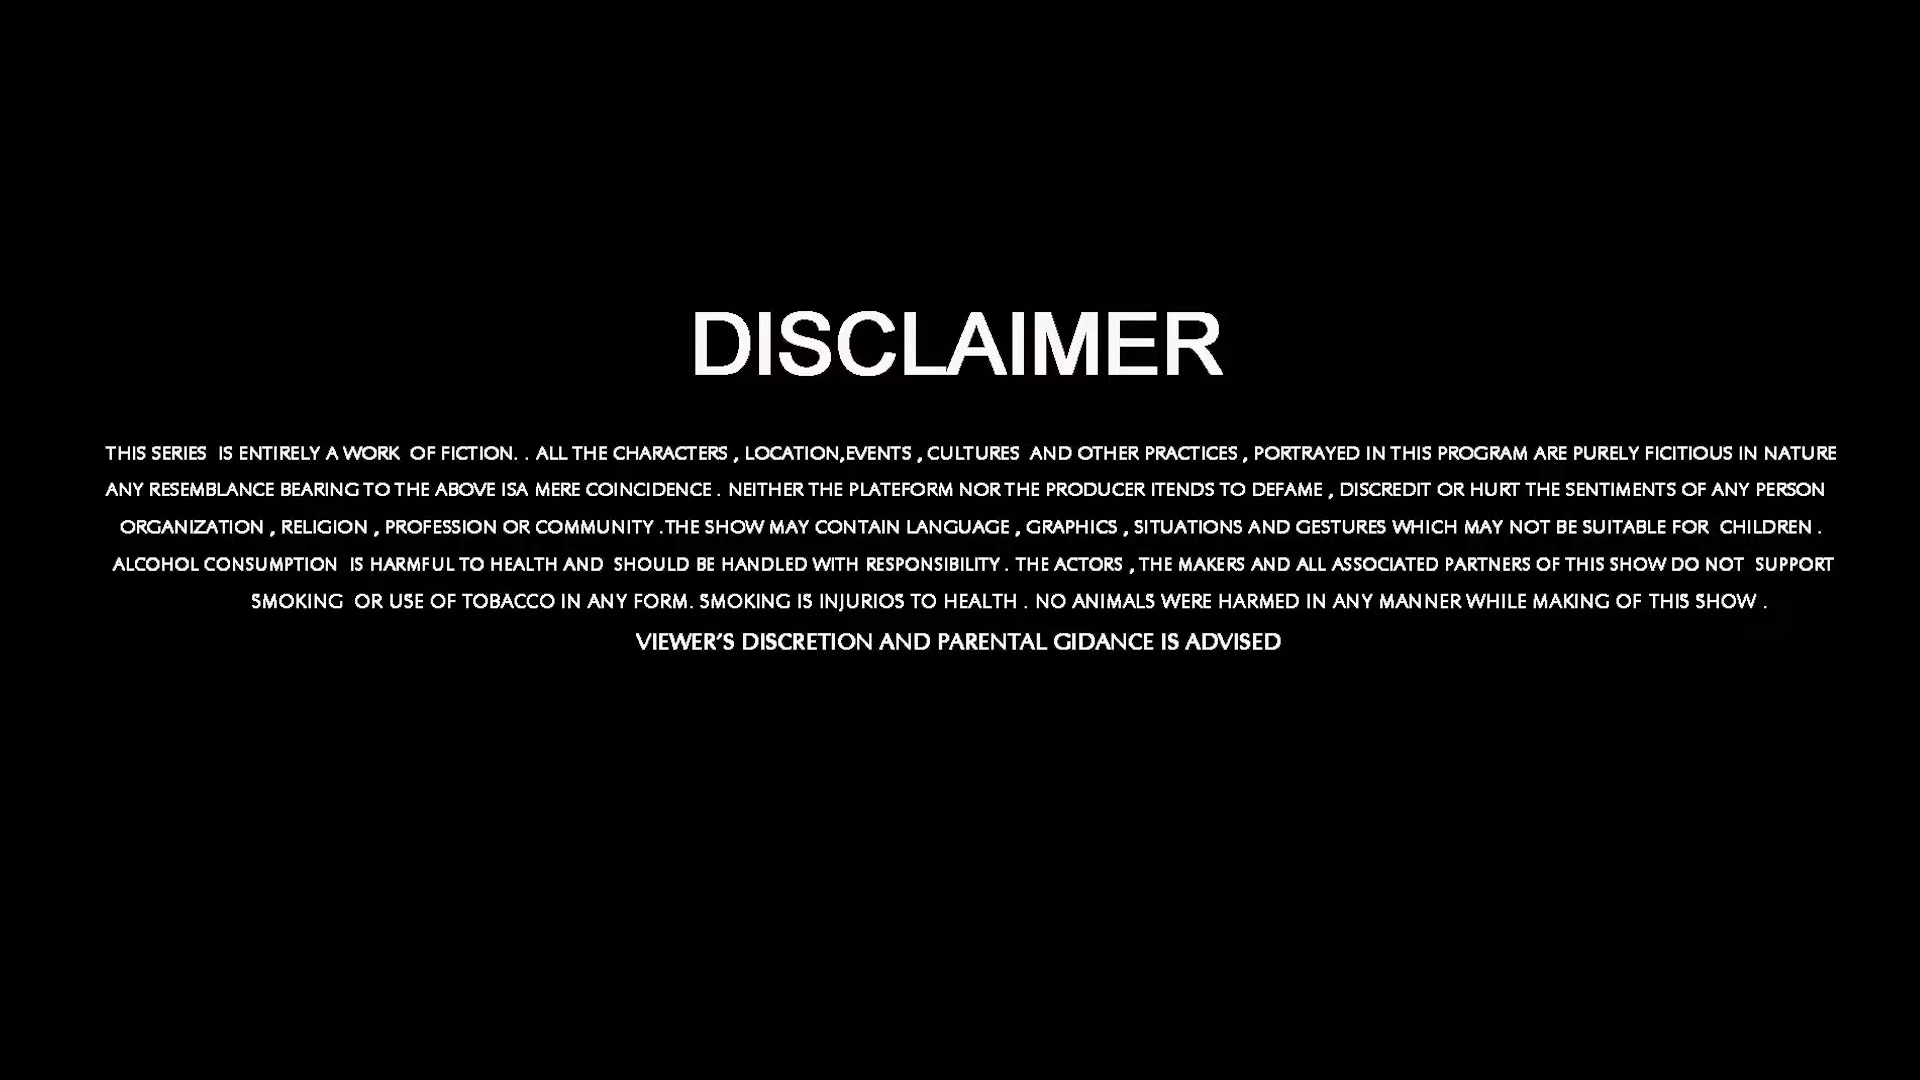 DISCLAIMER
THIS SERIES IS ENTIRELY A WORK OF FICTION. . ALL THE CHARACTERS , LOCATION,EVENTS , CULTURES AND OTHER PRACTICES , PORTRAYED IN THIS PROGRAM ARE PURELY FICITIOUS IN NATURE
ANY RESEMBLANCE BEARING TO THE ABOVE ISA MERE COINCIDENCE . NEITHER THE PLATEFORM NOR THE PRODUCER ITENDS TO DEFAME , DISCREDIT OR HURT THE SENTIMENTS OF ANY PERSON
ORGANIZATION , RELIGION , PROFESSION OR COMMUNITY .THE SHOW MAY CONTAIN LANGUAGE , GRAPHICS , SITUATIONS AND GESTURES WHICH MAY NOT BE SUITABLE FOR CHILDREN .
ALCOHOL CONSUMPTION IS HARMFUL TO HEALTH AND SHOULD BE HANDLED WITH RESPONSIBILITY . THE ACTORS , THE MAKERS AND ALL ASSOCIATED PARTNERS OF THIS SHOW DO NOT SUPPORT
SMOKING OR USE OF TOBACCO IN ANY FORM. SMOKING IS INJURIOS TO HEALTH . NO ANIMALS WERE HARMED IN ANY MANNER WHILE MAKING OF THIS SHOW .
VIEWER'S DISCRETION AND PARENTAL GIDANCE IS ADVISED